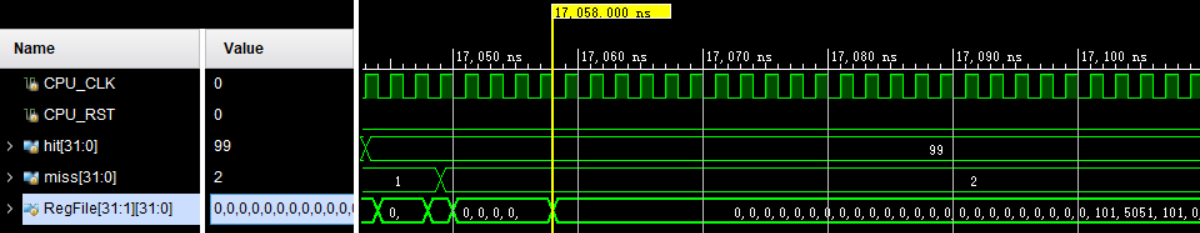 17,058.000 ns
Name Value
17,050 ns 17,060 ns 17,070 ns 17,080 ns 17,090 ns 17,100 ns
CPU_CLK 0
CPU_RST 0
hit[31:0] 99 99
miss[31:0] 2 1 2
RegFile[31:1][31:0] 0,0,0,0,0,0,0,0,0,0,0, 0, 0,0,0,0, 0,0,0,0,0,0,0,0,0,0,0,0,0,0,0,0,0,0,0,0,0,0,0,0,101,5051,101,0